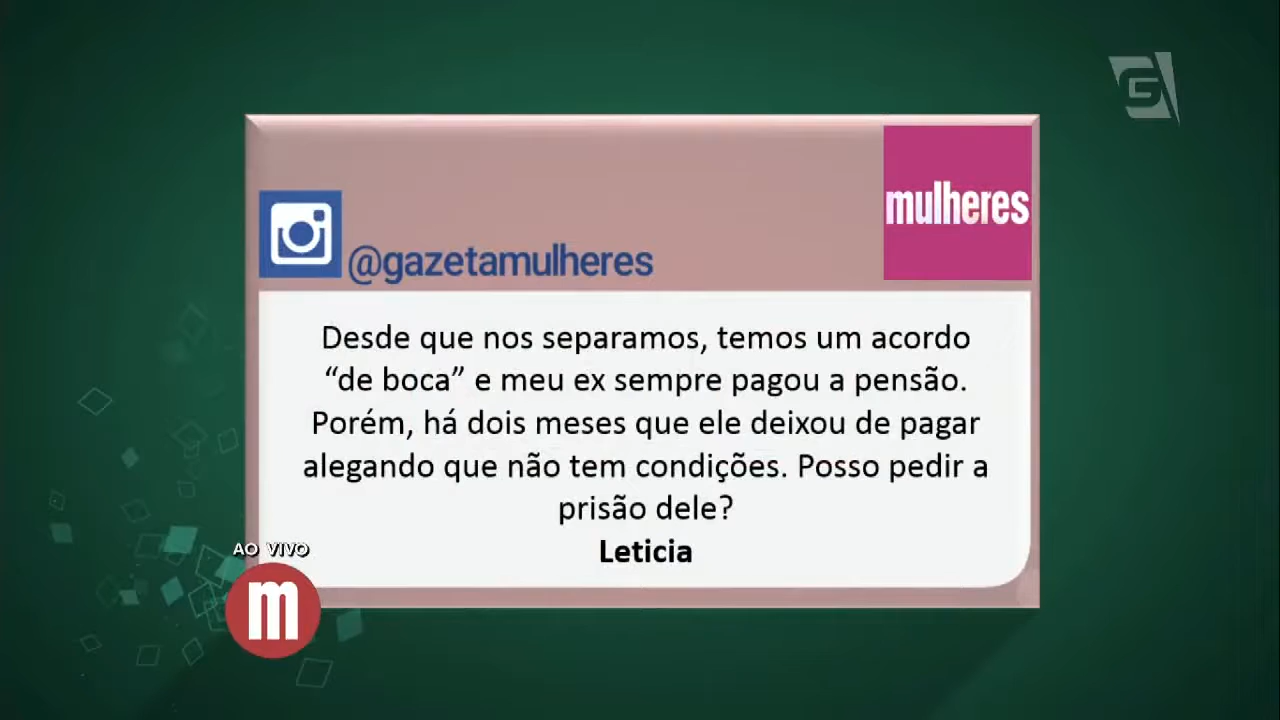 G
mulheres
@gazetamulheres
Desde que nos separamos, temos um acordo
“de boca” e meu ex sempre pagou a pensão.
Porém, há dois meses que ele deixou de pagar
alegando que não tem condições. Posso pedir a
prisão dele?
Leticia
AO VIVO
m